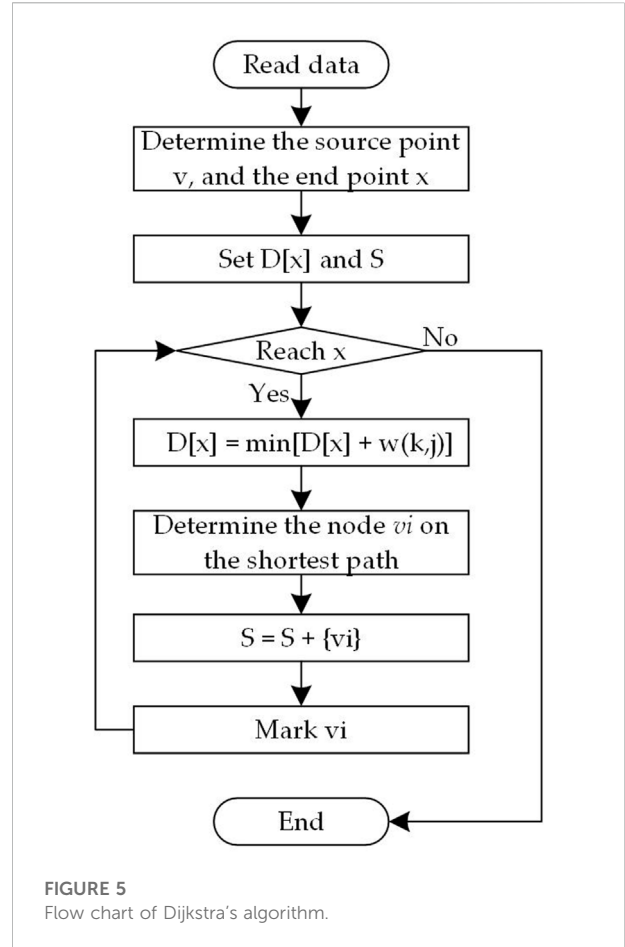 Read data
Determine the source point
v, and the end point x
Set D[x] and S
Reach x
No
Yes
D[x] = min[D[x] + w(k,j)]
Determine the node vi on
the shortest path
S = S + {vi}
Mark vi
End
FIGURE 5
Flow chart of Dijkstra's algorithm.